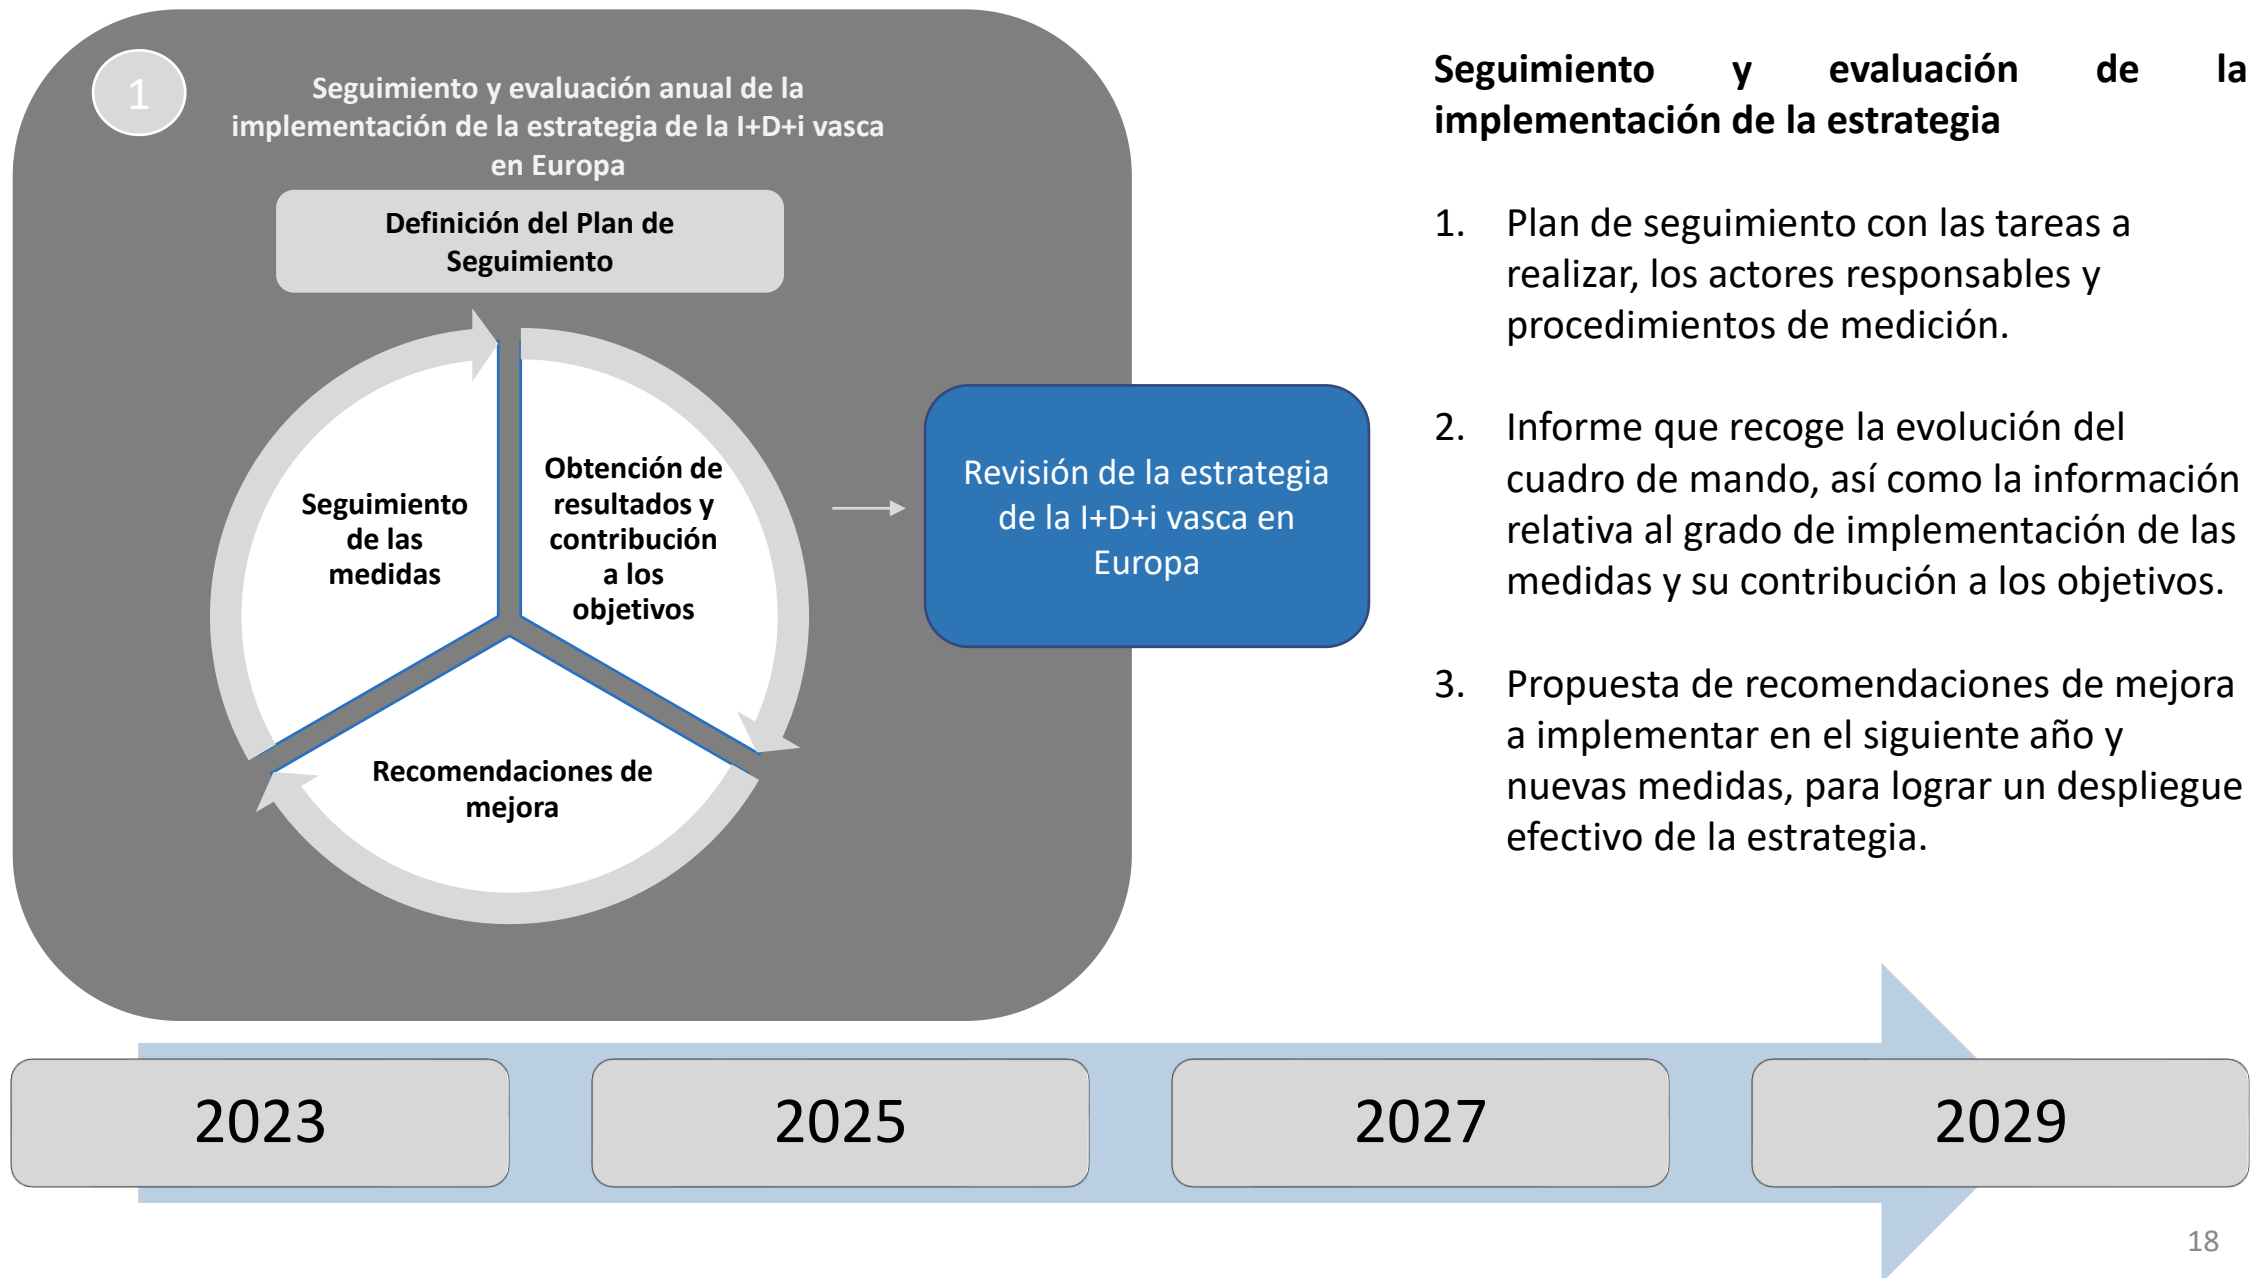 1
Seguimiento y evaluación anual de la
implementación de la estrategia de la I+D+i vasca
en Europa
Definición del Plan de
Seguimiento
Seguimiento
de las
medidas
Obtención de
resultados y
contribución
a los
objetivos
Recomendaciones de
mejora
Revisión de la estrategia
de la I+D+i vasca en
Europa
Seguimiento y evaluación de la
implementación de la estrategia
1. Plan de seguimiento con las tareas a
realizar, los actores responsables y
procedimientos de medición.
2. Informe que recoge la evolución del
cuadro de mando, así como la información
relativa al grado de implementación de las
medidas y su contribución a los objetivos.
3. Propuesta de recomendaciones de mejora
a implementar en el siguiente año y
nuevas medidas, para lograr un despliegue
efectivo de la estrategia.
2023 2025 2027 2029
18